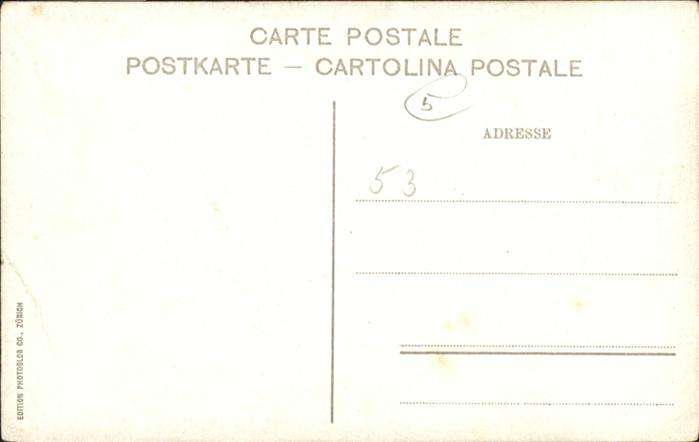 CARTE POSTALE
POSTKARTE — CARTOLINA POSTALE
5
ADRESSE
53
EDITION PHOTOGLOB CO., ZÜRICH